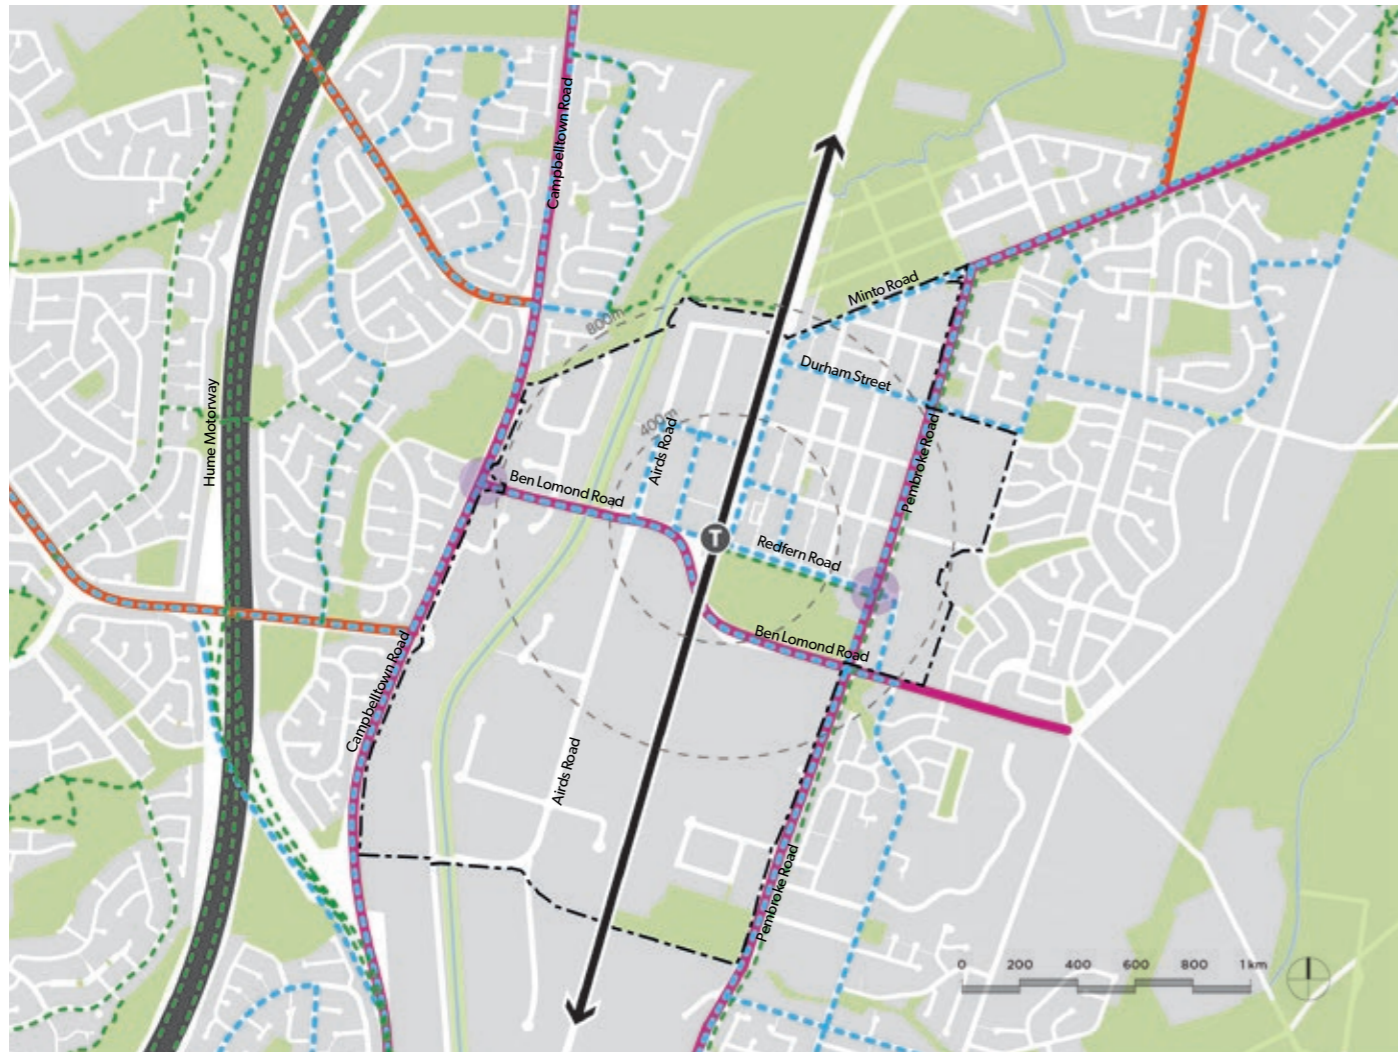 Campbelltown Road
Minto Road
800m
Durham Street
Hume Motorway
400m
Airds Road
Pembroke Road
Ben Lomond Road
T
Redfern Road
Ben Lomond Road
Campbelltown Road
Airds Road
Pembroke Road
0 200 400 600 800 1km